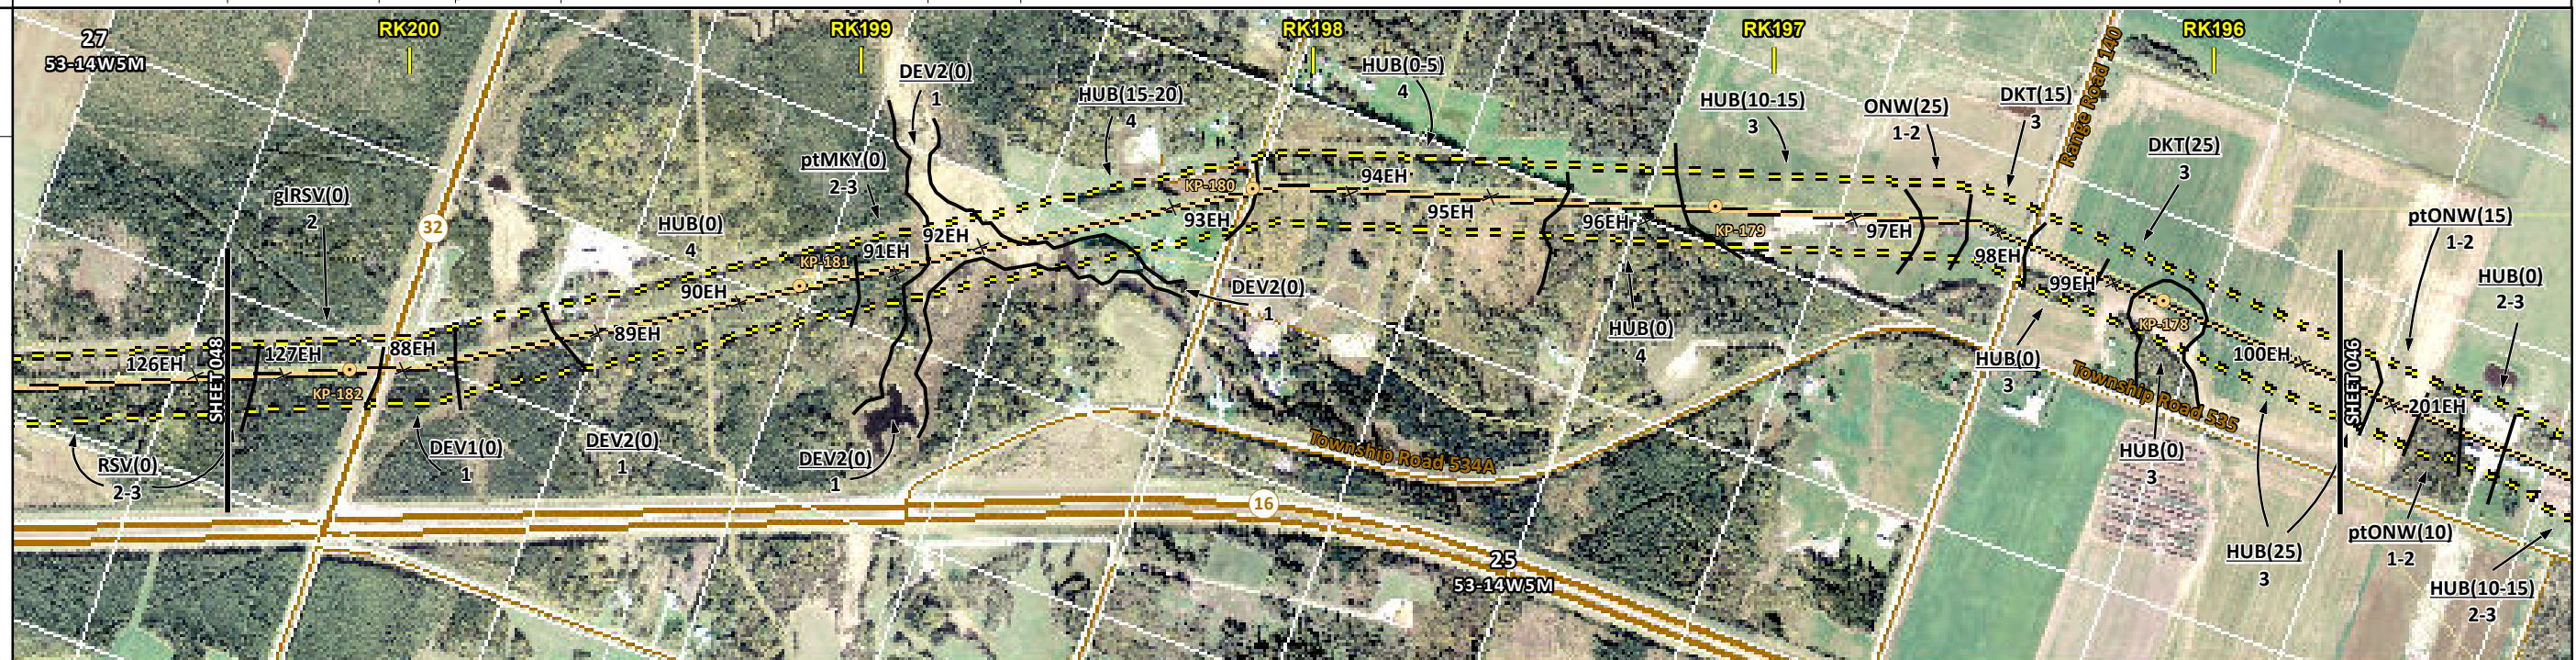 27
53-14W5M
RK200
RK199
RK198
RK197
RK196
DEV2(0)
1
HUB(15-20)
4
HUB(0-5)
4
HUB(10-15)
3
ONW(25)
1-2
DKT(15)
3
Range Road 140
DKT(25)
3
ptMKY(0)
2-3
glRSV(0)
2
HUB(0)
4
32
ptONW(15)
1-2
HUB(0)
2-3
KP-180
94EH
95EH
93EH
96EH
KP-179
97EH
98EH
99EH
92EH
91EH
KP-181
90EH
89EH
88EH
127EH
126EH
KP-182
SHEET 048
DEV2(0)
1
HUB(0)
4
HUB(0)
3
KP-178
100EH
SHEET 046
201EH
Township Road 535
RSV(0)
2-3
DEV1(0)
1
DEV2(0)
1
DEV2(0)
1
Township Road 534A
16
HUB(0)
3
HUB(25)
3
ptONW(10)
1-2
HUB(10-15)
2-3
25
53-14W5M